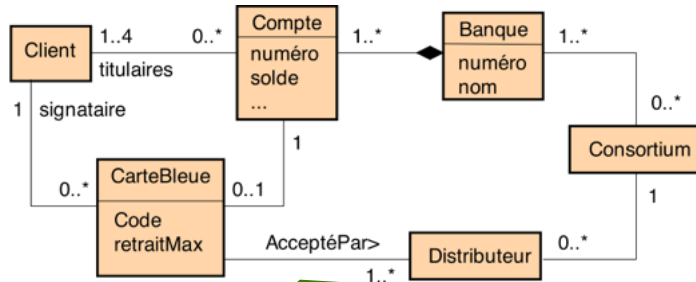 Client
1..4
titulaires
0..*
Compte
numéro
solde
...
1..*
Banque
numéro
nom
1..*
0..*
Consortium
1
1
signataire
0..*
CarteBleue
Code
retraitMax
0..1
1
AcceptéPar>
1..*
Distributeur
0..*